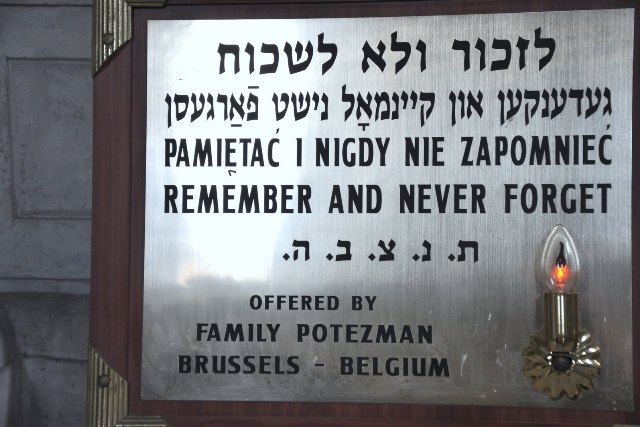 לזכור ולא לשכוח
געדענקען און קיינמאָל נישט פֿאַרגעסן
PAMIĘTAĆ I NIGDY NIE ZAPOMNIEĆ
REMEMBER AND NEVER FORGET
ת. נ. צ. ב. ה.
OFFERED BY
FAMILY POTEZMAN
BRUSSELS - BELGIUM